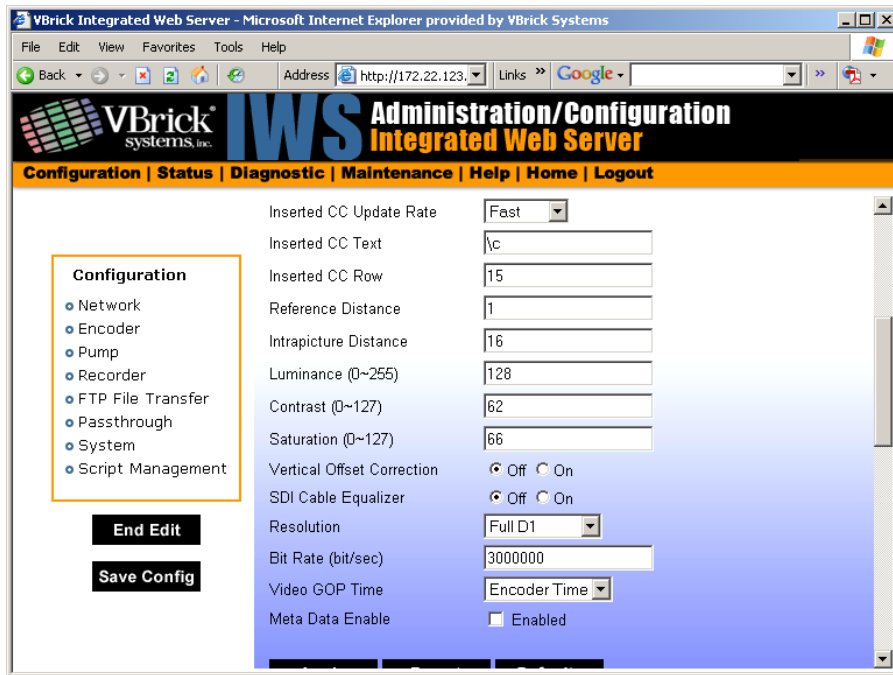 VBrick Integrated Web Server - Microsoft Internet Explorer provided by VBrick Systems
File Edit View Favorites Tools Help
Back Address http://172.22.123. Links » Google »
VBrick systems, inc. IWS Administration/Configuration
Integrated Web Server
Configuration | Status | Diagnostic | Maintenance | Help | Home | Logout
Configuration
Network
Encoder
Pump
Recorder
FTP File Transfer
Passthrough
System
Script Management
End Edit
Save Config
Inserted CC Update Rate Fast
Inserted CC Text \c
Inserted CC Row 15
Reference Distance 1
Intrapicture Distance 16
Luminance (0~255) 128
Contrast (0~127) 62
Saturation (0~127) 66
Vertical Offset Correction Off On
SDI Cable Equalizer Off On
Resolution Full D1
Bit Rate (bit/sec) 3000000
Video GOP Time Encoder Time
Meta Data Enable Enabled